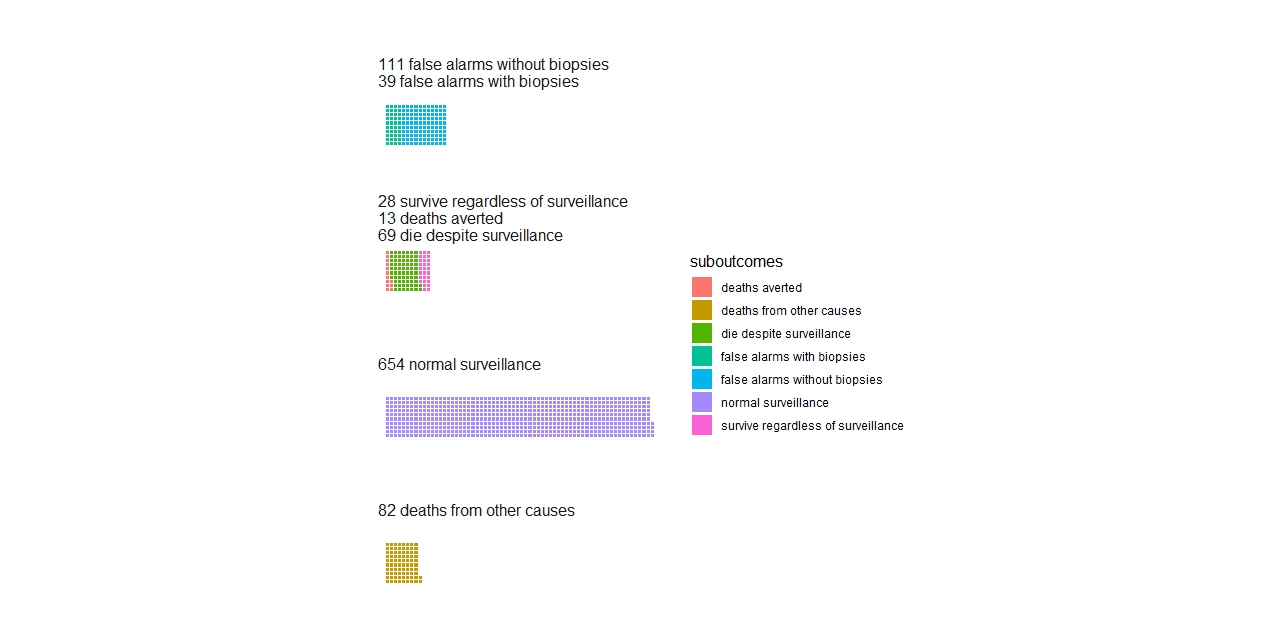 111 false alarms without biopsies
39 false alarms with biopsies
28 survive regardless of surveillance
13 deaths averted
69 die despite surveillance
654 normal surveillance
82 deaths from other causes
suboutcomes
deaths averted
deaths from other causes
die despite surveillance
false alarms with biopsies
false alarms without biopsies
normal surveillance
survive regardless of surveillance